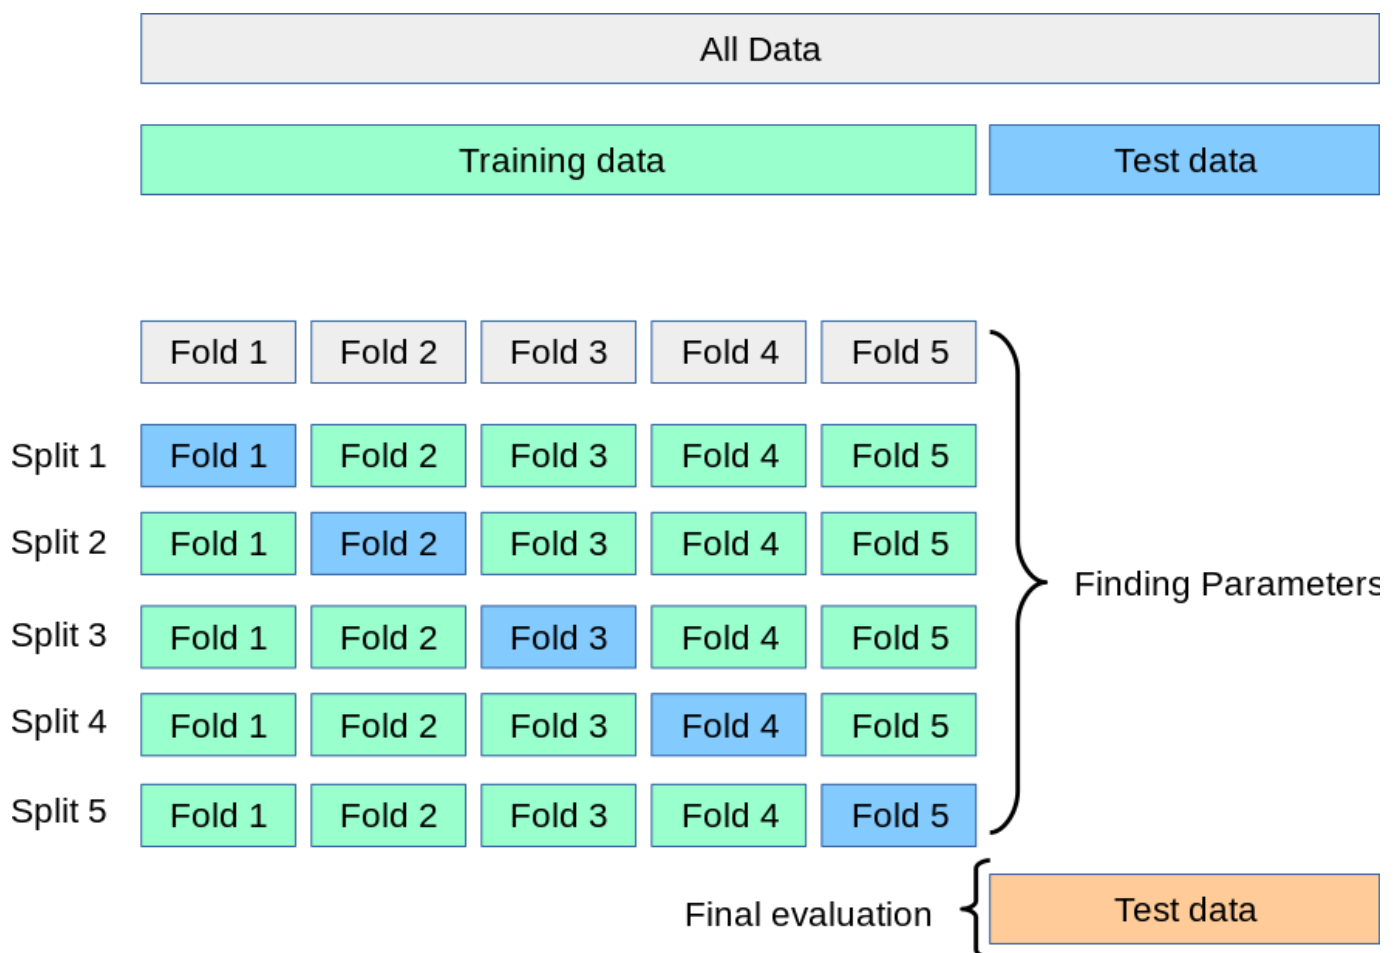 All Data
Training data Test data
Fold 1 Fold 2 Fold 3 Fold 4 Fold 5
Split 1 Fold 1 Fold 2 Fold 3 Fold 4 Fold 5
Split 2 Fold 1 Fold 2 Fold 3 Fold 4 Fold 5
Finding Parameters
Split 3 Fold 1 Fold 2 Fold 3 Fold 4 Fold 5
Split 4 Fold 1 Fold 2 Fold 3 Fold 4 Fold 5
Split 5 Fold 1 Fold 2 Fold 3 Fold 4 Fold 5
Final evaluation Test data